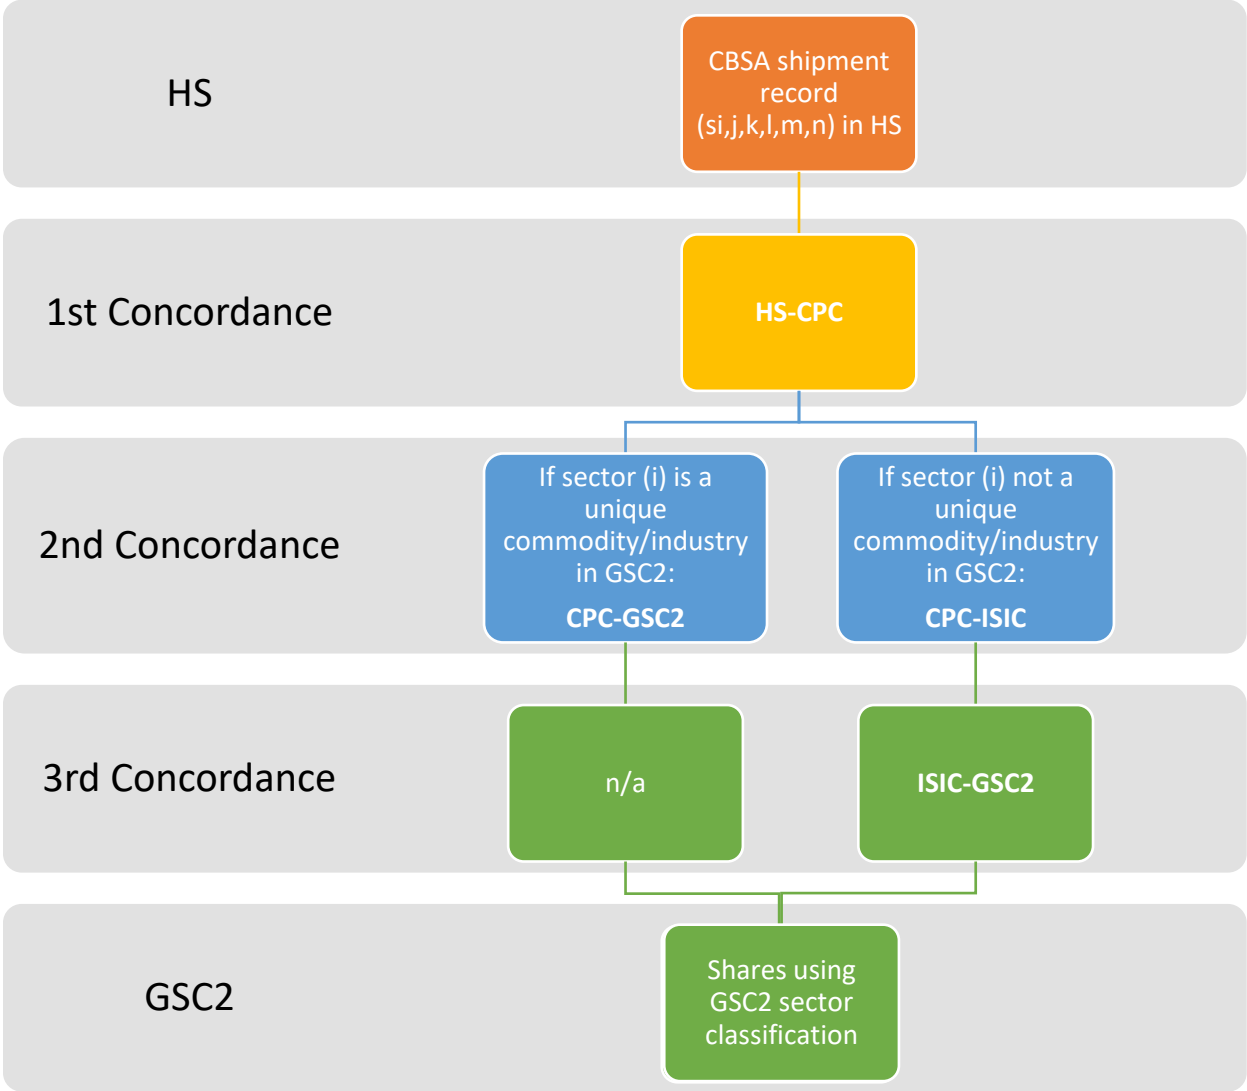 HS
CBSA shipment
record
(si,j,k,l,m,n) in HS
1st Concordance
HS-CPC
2nd Concordance
If sector (i) is a
unique
commodity/industry
in GSC2:
CPC-GSC2
If sector (i) not a
unique
commodity/industry
in GSC2:
CPC-ISIC
3rd Concordance
n/a
ISIC-GSC2
GSC2
Shares using
GSC2 sector
classification